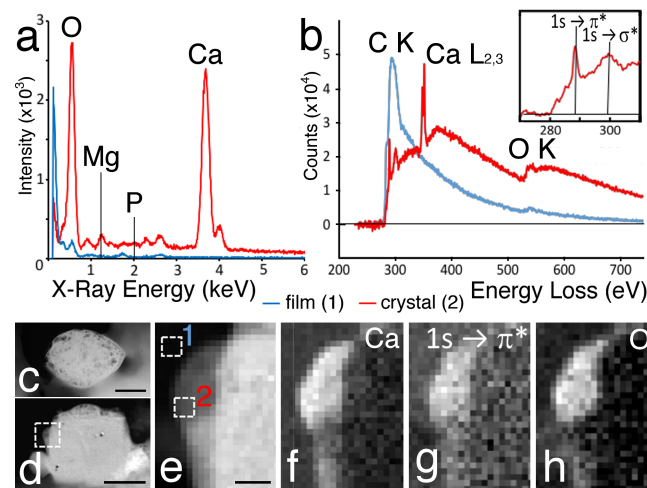 a
O
Ca
Mg
P
Intensity (x10³)
3
2
1
0
1 2 3 4 5 6
X-Ray Energy (keV)
b
C K
Ca L2,3
O K
Counts (x10⁴)
5
4
3
2
1
0
200 300 400 500 600 700
Energy Loss (eV)
1s → π*
1s → σ*
280 300
film (1) crystal (2)
c
d
e
1
2
f
Ca
g
1s → π*
h
O